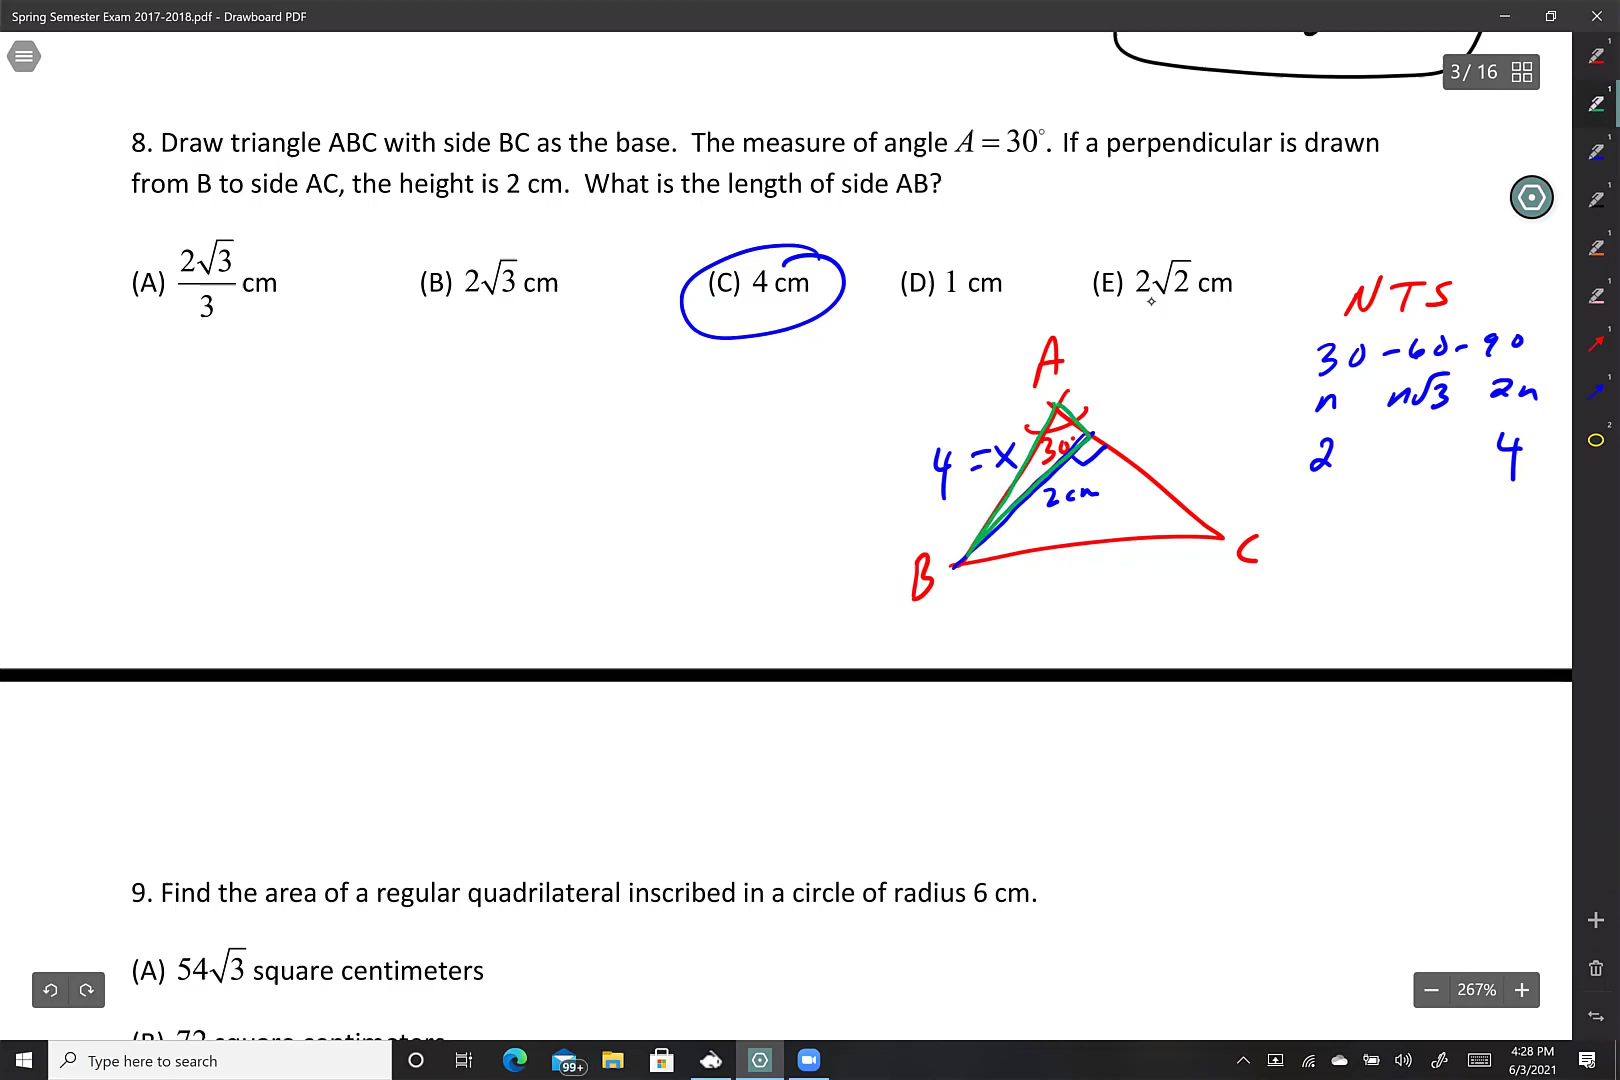 Spring Semester Exam 2017-2018.pdf - Drawboard PDF
3 / 16
8. Draw triangle ABC with side BC as the base. The measure of angle A = 30°. If a perpendicular is drawn
from B to side AC, the height is 2 cm. What is the length of side AB?
(A) 2√3/3 cm (B) 2√3 cm (C) 4 cm (D) 1 cm (E) 2√2 cm
NTS
30 - 60 - 90
n n√3 2n
2 4
A
30°
4 = x
2 cm
B
C
9. Find the area of a regular quadrilateral inscribed in a circle of radius 6 cm.
(A) 54√3 square centimeters
(B) 72 square centimeters
267%
Type here to search
99+
4:28 PM
6/3/2021